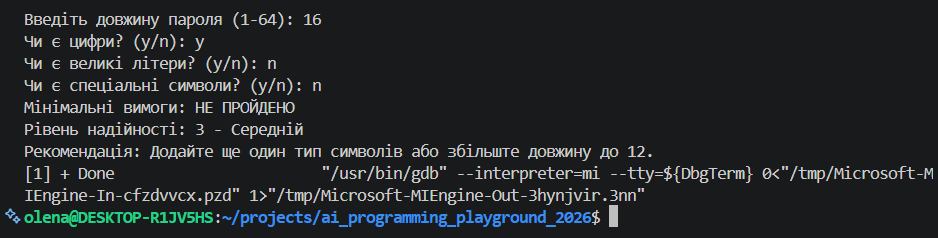 Введіть довжину пароля (1-64): 16
Чи є цифри? (y/n): y
Чи є великі літери? (y/n): n
Чи є спеціальні символи? (y/n): n
Мінімальні вимоги: НЕ ПРОЙДЕНО
Рівень надійності: 3 - Середній
Рекомендація: Додайте ще один тип символів або збільште довжину до 12.
[1] + Done                       "/usr/bin/gdb" --interpreter=mi --tty=${DbgTerm} 0<"/tmp/Microsoft-M
IEngine-In-cfzdvvcx.pzd" 1>"/tmp/Microsoft-MIEngine-Out-3hynjvir.3nn"
olena@DESKTOP-R1JV5HS:~/projects/ai_programming_playground_2026$